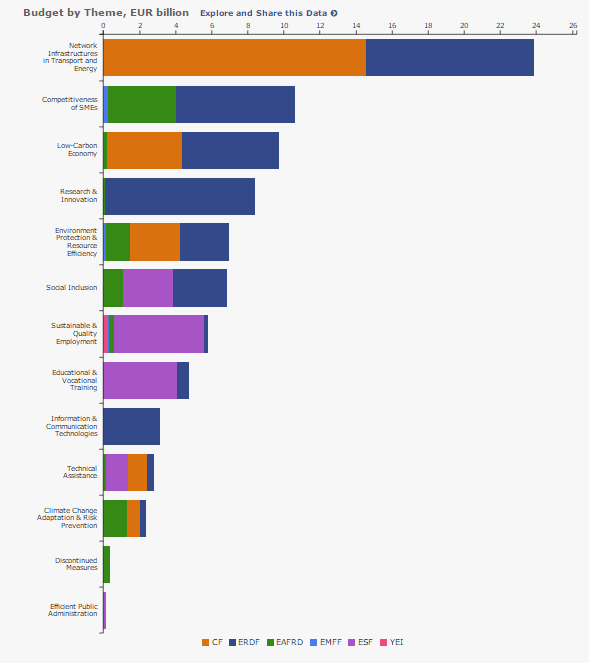 Budget by Theme, EUR billion Explore and Share this Data
0 2 4 6 8 10 12 14 16 18 20 22 24 26
Network
Infrastructures
in Transport and
Energy
Competitiveness
of SMEs
Low-Carbon
Economy
Research &
Innovation
Environment
Protection &
Resource
Efficiency
Social Inclusion
Sustainable &
Quality
Employment
Educational &
Vocational
Training
Information &
Communication
Technologies
Technical
Assistance
Climate Change
Adaptation & Risk
Prevention
Discontinued
Measures
Efficient Public
Administration
CF ERDF EAFRD EMFF ESF YEI